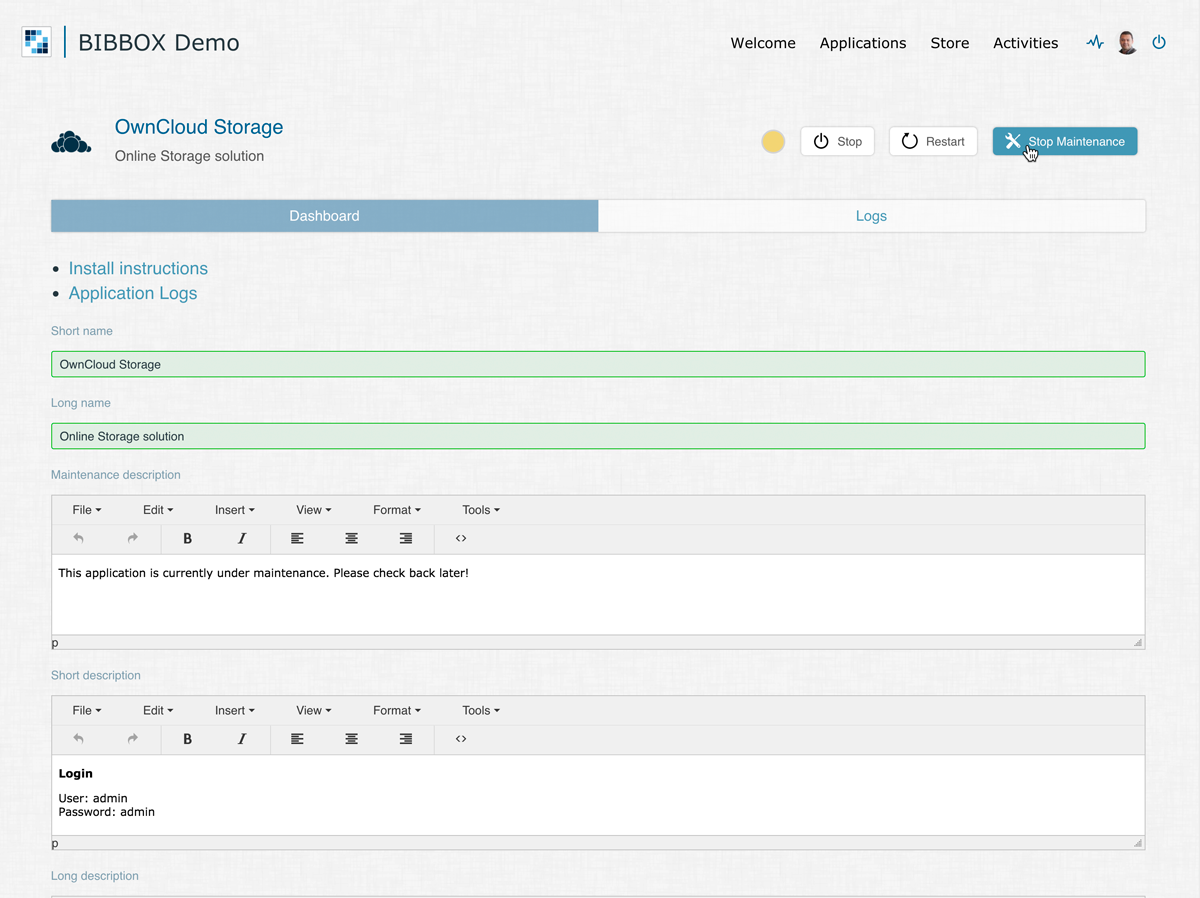 BIBBOX Demo
Welcome Applications Store Activities
OwnCloud Storage
Online Storage solution
Stop Restart Stop Maintenance
Dashboard Logs
Install instructions
Application Logs
Short name
OwnCloud Storage
Long name
Online Storage solution
Maintenance description
File Edit Insert View Format Tools
B I <>
This application is currently under maintenance. Please check back later!
p
Short description
File Edit Insert View Format Tools
B I <>
Login
User: admin
Password: admin
p
Long description